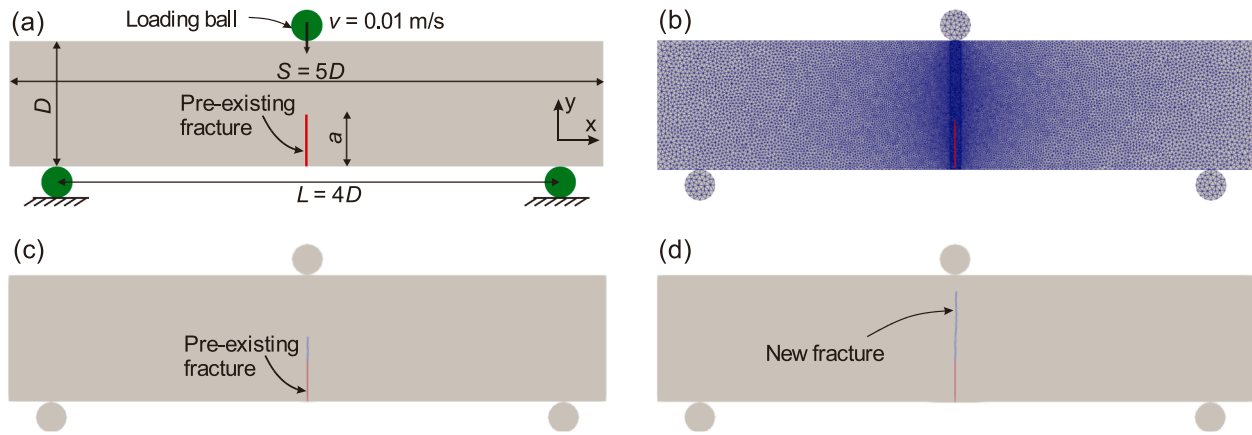 (a)
Loading ball
v = 0.01 m/s
S = 5D
D
Pre-existing
fracture
a
y
x
L = 4D
(b)
(c)
Pre-existing
fracture
(d)
New fracture